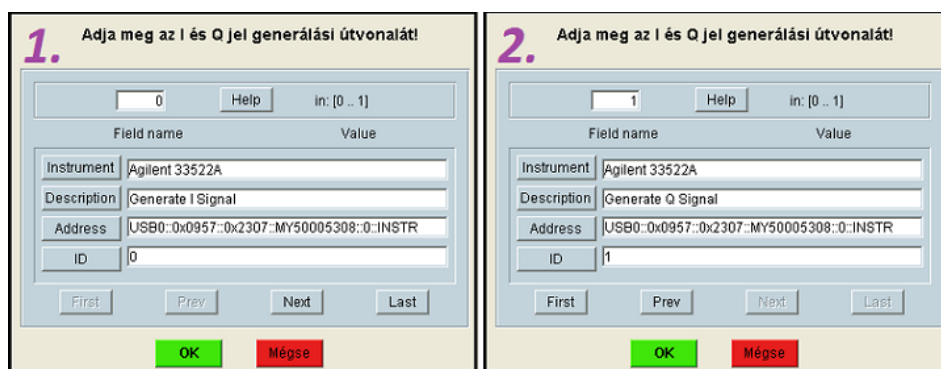 1.
Adja meg az I és Q jel generálási útvonalát!
0 Help in: [0 .. 1]
Field name Value
Instrument Agilent 33522A
Description Generate I Signal
Address USB0::0x0957::0x2307::MY50005308::0::INSTR
ID 0
First Prev Next Last
OK Mégse
2.
Adja meg az I és Q jel generálási útvonalát!
1 Help in: [0 .. 1]
Field name Value
Instrument Agilent 33522A
Description Generate Q Signal
Address USB0::0x0957::0x2307::MY50005308::0::INSTR
ID 1
First Prev Next Last
OK Mégse